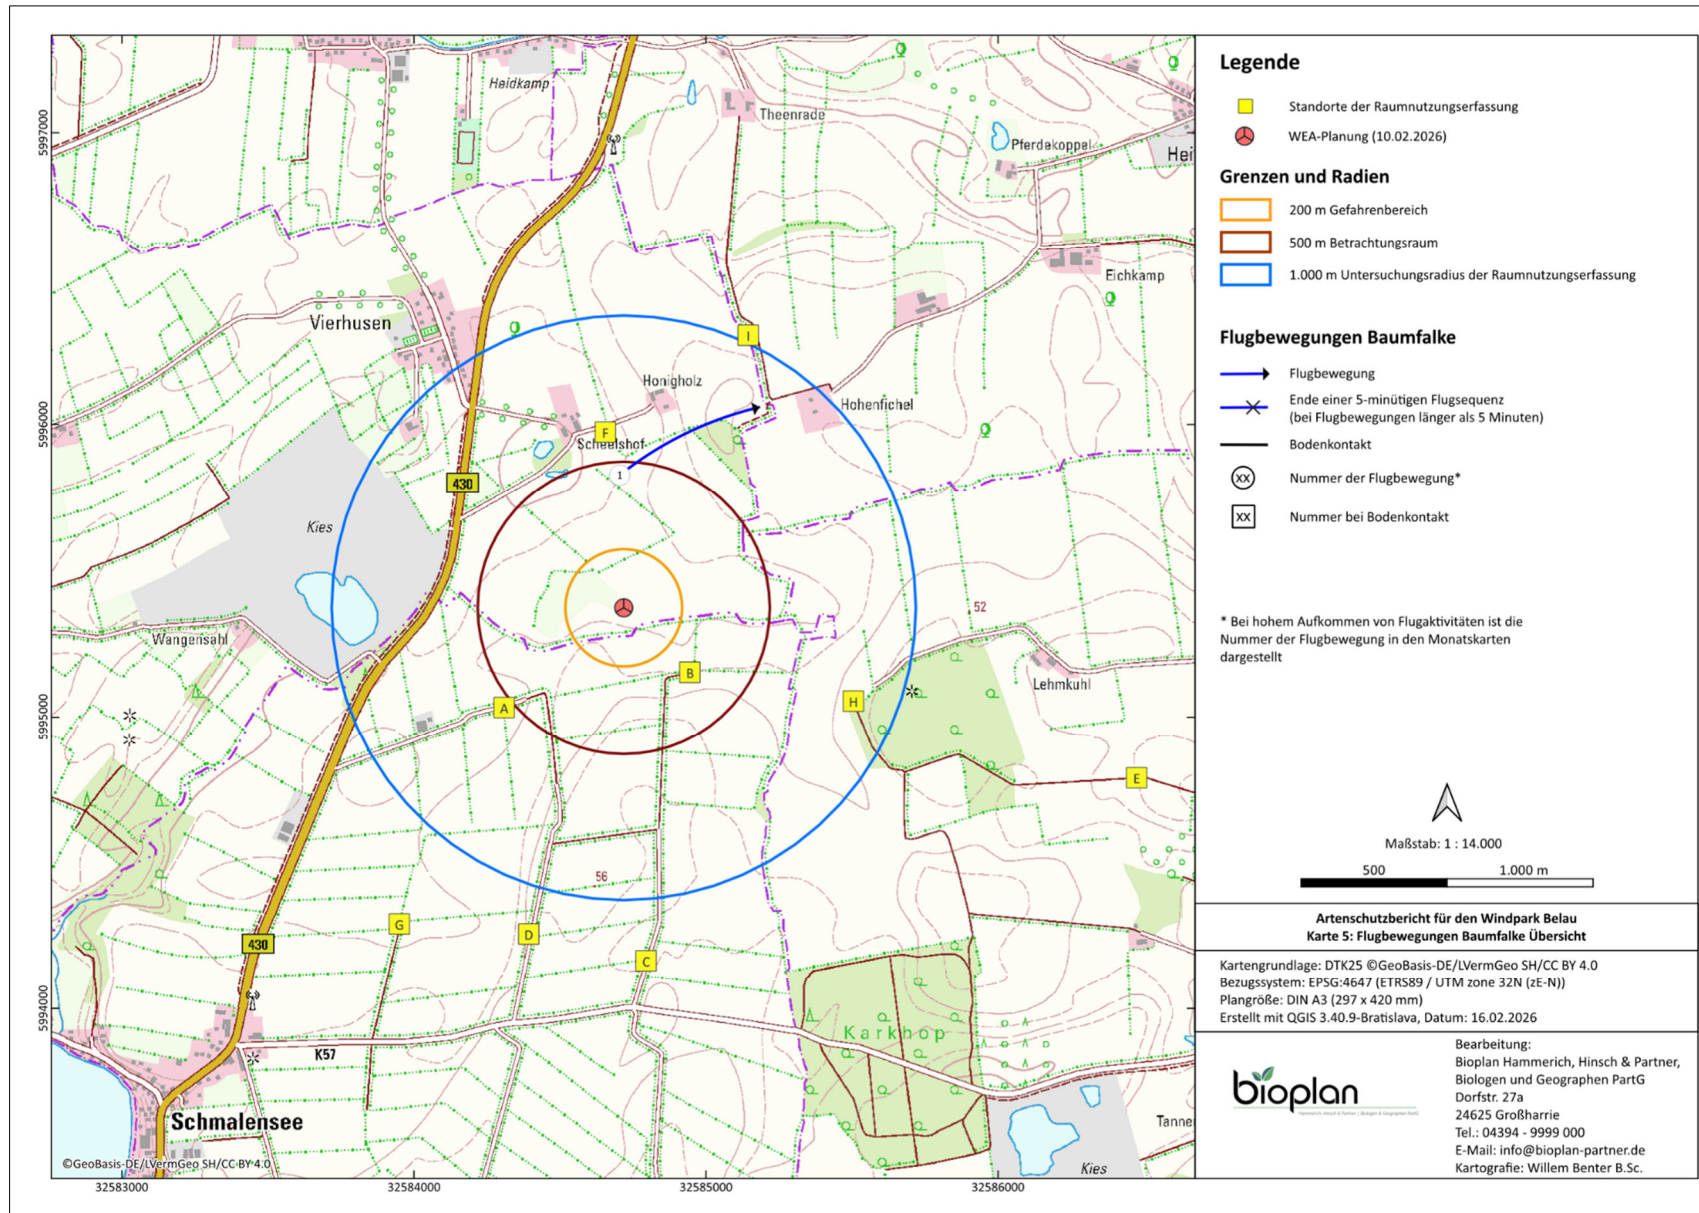 Heidkamp
Theenrade
Pferdekoppel
Hei
40
5997000
Eichkamp
Vierhusen
I
Honigholz
Hohenfichel
5996000
F
Scheelshof
430
1
Kies
52
Wangensahl
B
Lehmkuhl
A
H
5995000
E
56
G
D
430
C
5994000
Karkhop
K57
Schmalensee
Tanne
Kies
©GeoBasis-DE/LVermGeo SH/CC BY 4.0
32583000
32584000
32585000
32586000
Legende
Standorte der Raumnutzungserfassung
WEA-Planung (10.02.2026)
Grenzen und Radien
200 m Gefahrenbereich
500 m Betrachtungsraum
1.000 m Untersuchungsradius der Raumnutzungserfassung
Flugbewegungen Baumfalke
Flugbewegung
Ende einer 5-minütigen Flugsequenz
(bei Flugbewegungen länger als 5 Minuten)
Bodenkontakt
xx Nummer der Flugbewegung*
xx Nummer bei Bodenkontakt
* Bei hohem Aufkommen von Flugaktivitäten ist die
Nummer der Flugbewegung in den Monatskarten
dargestellt
Maßstab: 1 : 14.000
500 1.000 m
Artenschutzbericht für den Windpark Belau
Karte 5: Flugbewegungen Baumfalke Übersicht
Kartengrundlage: DTK25 ©GeoBasis-DE/LVermGeo SH/CC BY 4.0
Bezugssystem: EPSG:4647 (ETRS89 / UTM zone 32N (zE-N))
Plangröße: DIN A3 (297 x 420 mm)
Erstellt mit QGIS 3.40.9-Bratislava, Datum: 16.02.2026
bioplan
Hammerich, Hinsch & Partner | Biologen & Geographen PartG
Bearbeitung:
Bioplan Hammerich, Hinsch & Partner,
Biologen und Geographen PartG
Dorfstr. 27a
24625 Großharrie
Tel.: 04394 - 9999 000
E-Mail: info@bioplan-partner.de
Kartografie: Willem Benter B.Sc.